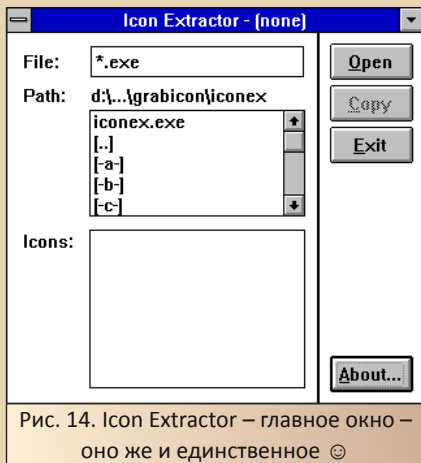 Icon Extractor - (none)
File: *.exe
Open
Path: d:\...\grabicon\iconex
Copy
iconex.exe
Exit
[..]
[-a-]
[-b-]
[-c-]
Icons:
About...
Рис. 14. Icon Extractor – главное окно –
оно же и единственное ☺